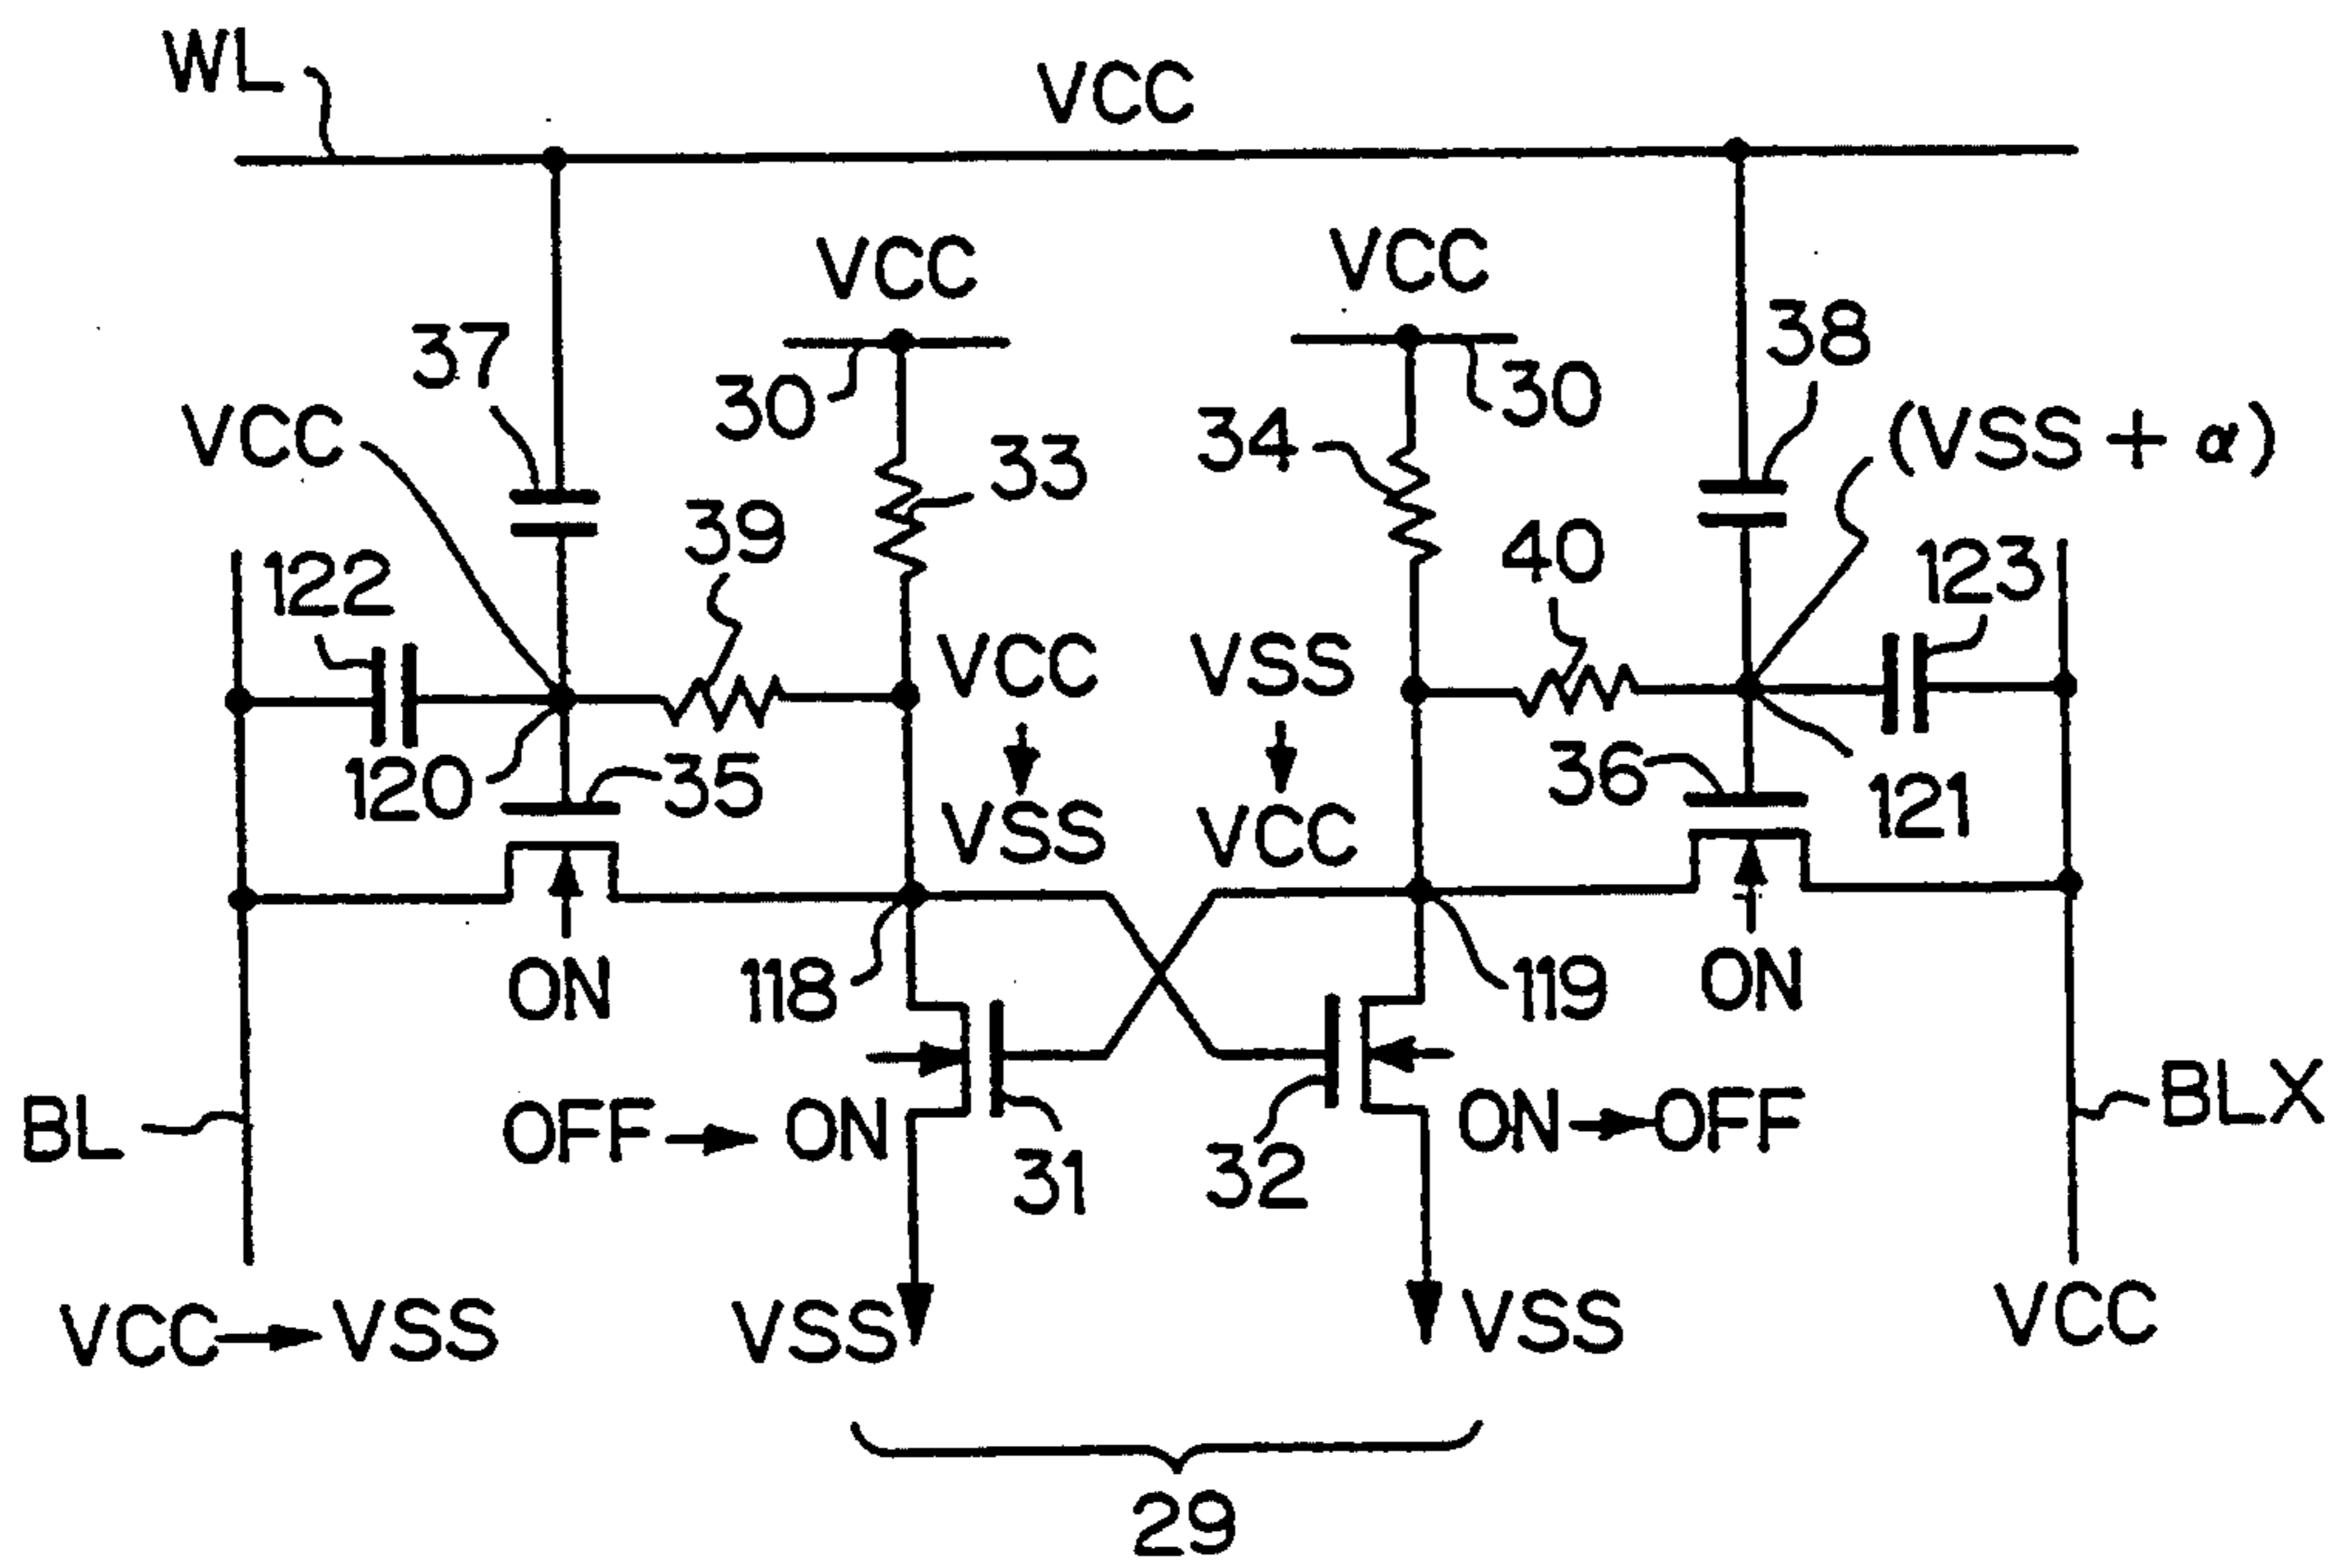 WL
VCC
VCC
VCC
37
30
30
38
VCC
34
(VSS + α)
33
39
40
122
123
VCC
VSS
120
35
36
121
VSS
VCC
ON
118
119
ON
BL
OFF → ON
ON → OFF
BLX
31
32
VCC → VSS
VSS
VSS
VCC
29